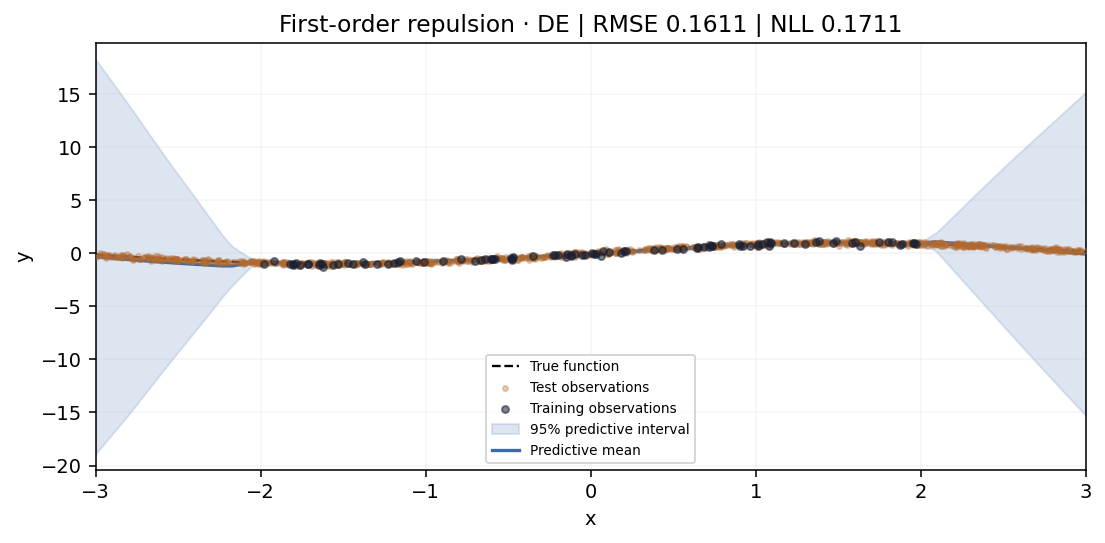 First-order repulsion · DE | RMSE 0.1611 | NLL 0.1711
y
15
10
5
0
−5
−10
−15
−20
True function
Test observations
Training observations
95% predictive interval
Predictive mean
−3 −2 −1 0 1 2 3
x